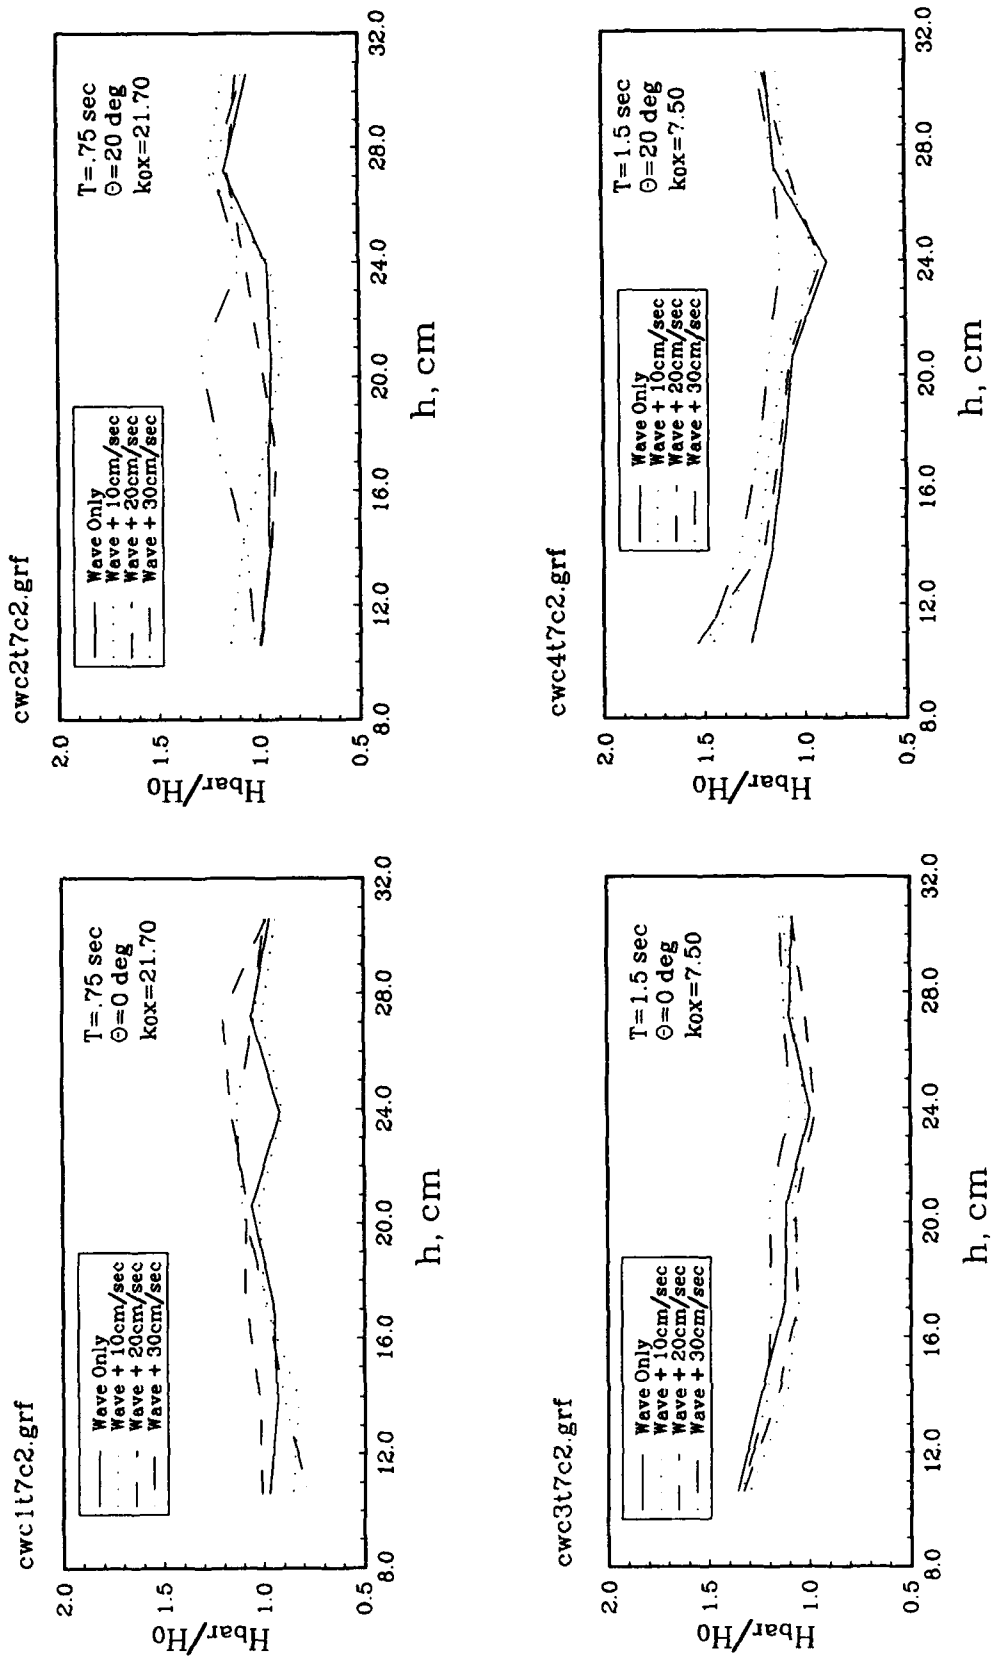 cwc1t7c2.grf
Wave Only
Wave + 10cm/sec
Wave + 20cm/sec
Wave + 30cm/sec
T=.75 sec
Θ=0 deg
k0x=21.70
2.0
1.5
1.0
0.5
Hbar/H0
8.0 12.0 16.0 20.0 24.0 28.0 32.0
h, cm
cwc2t7c2.grf
Wave Only
Wave + 10cm/sec
Wave + 20cm/sec
Wave + 30cm/sec
T=.75 sec
Θ=20 deg
k0x=21.70
2.0
1.5
1.0
0.5
Hbar/H0
8.0 12.0 16.0 20.0 24.0 28.0 32.0
h, cm
cwc3t7c2.grf
Wave Only
Wave + 10cm/sec
Wave + 20cm/sec
Wave + 30cm/sec
T=1.5 sec
Θ=0 deg
k0x=7.50
2.0
1.5
1.0
0.5
Hbar/H0
8.0 12.0 16.0 20.0 24.0 28.0 32.0
h, cm
cwc4t7c2.grf
Wave Only
Wave + 10cm/sec
Wave + 20cm/sec
Wave + 30cm/sec
T=1.5 sec
Θ=20 deg
k0x=7.50
2.0
1.5
1.0
0.5
Hbar/H0
8.0 12.0 16.0 20.0 24.0 28.0 32.0
h, cm